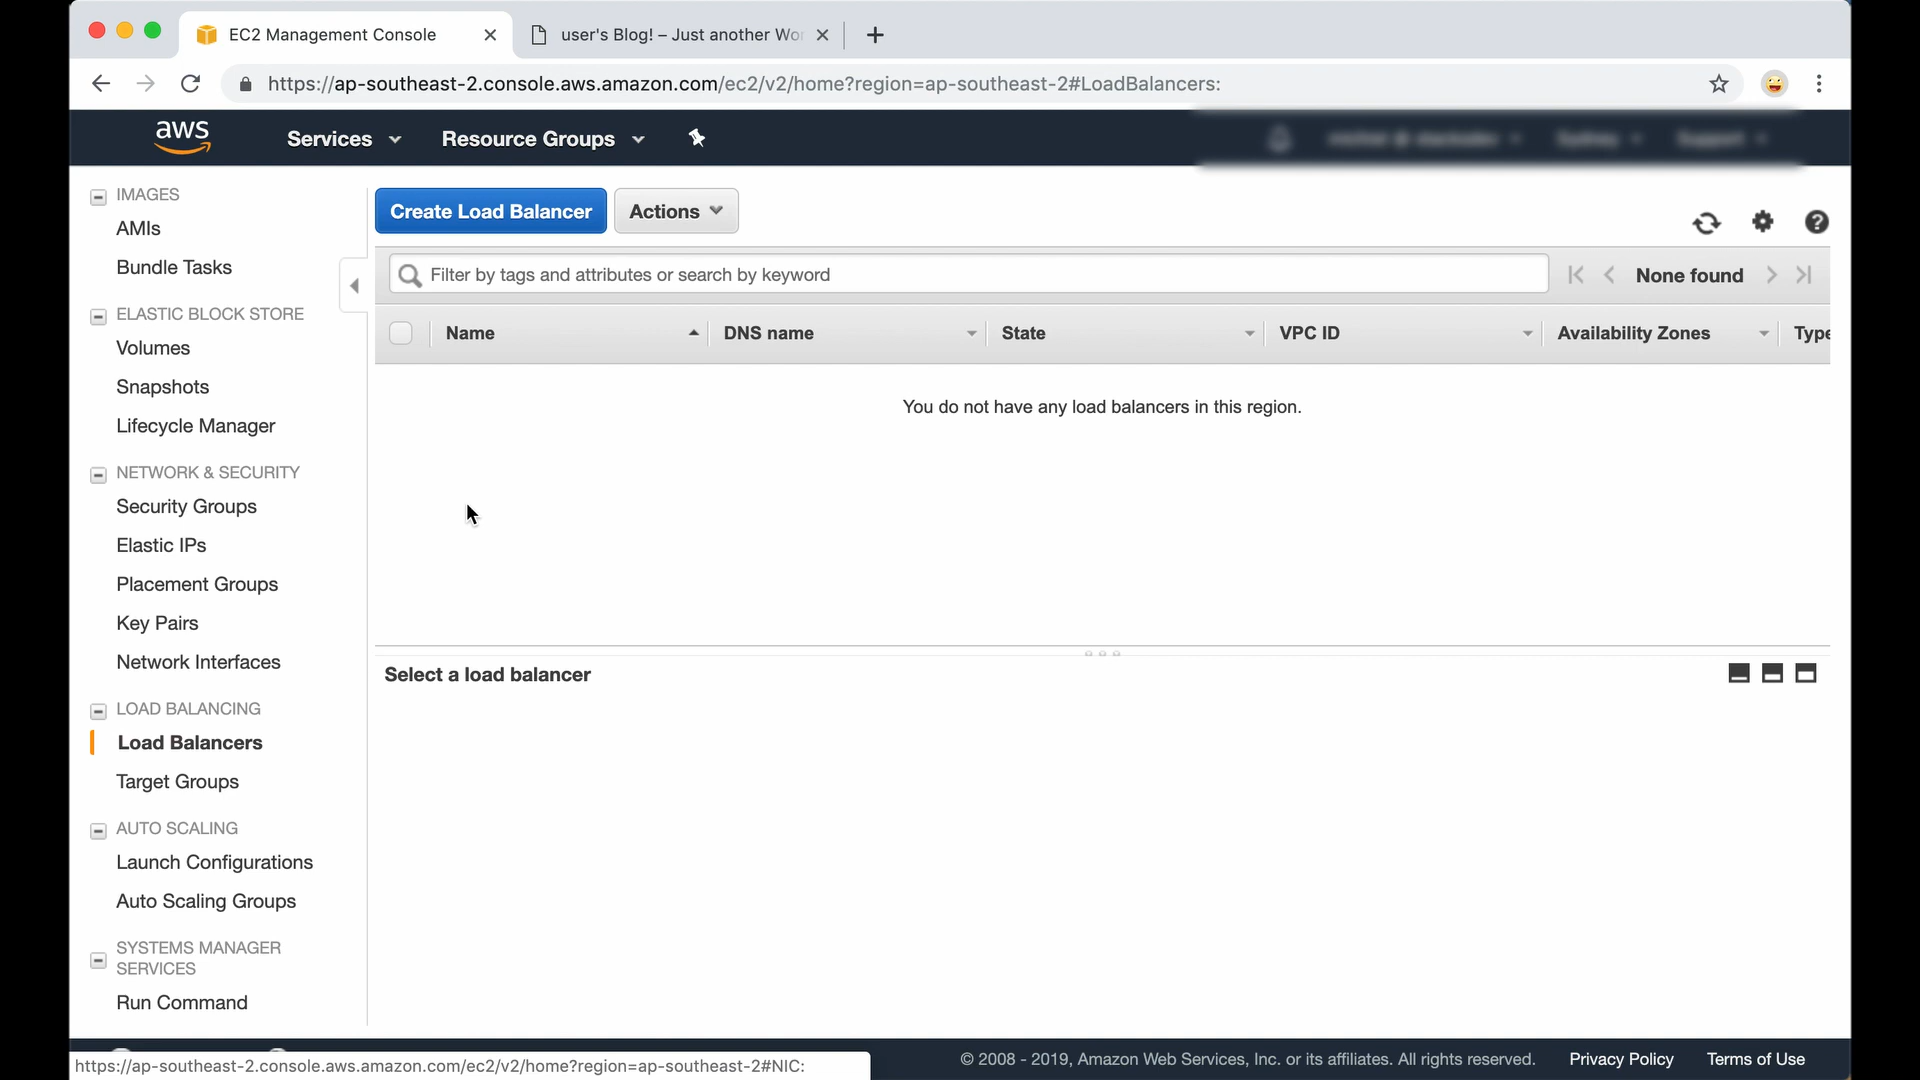 EC2 Management Console
user's Blog! – Just another Wo
https://ap-southeast-2.console.aws.amazon.com/ec2/v2/home?region=ap-southeast-2#LoadBalancers:
aws
Services
Resource Groups
Support
IMAGES
AMIs
Bundle Tasks
ELASTIC BLOCK STORE
Volumes
Snapshots
Lifecycle Manager
NETWORK & SECURITY
Security Groups
Elastic IPs
Placement Groups
Key Pairs
Network Interfaces
LOAD BALANCING
Load Balancers
Target Groups
AUTO SCALING
Launch Configurations
Auto Scaling Groups
SYSTEMS MANAGER
SERVICES
Run Command
Create Load Balancer
Actions
Filter by tags and attributes or search by keyword
None found
Name
DNS name
State
VPC ID
Availability Zones
Type
You do not have any load balancers in this region.
Select a load balancer
https://ap-southeast-2.console.aws.amazon.com/ec2/v2/home?region=ap-southeast-2#NIC:
© 2008 - 2019, Amazon Web Services, Inc. or its affiliates. All rights reserved.
Privacy Policy
Terms of Use